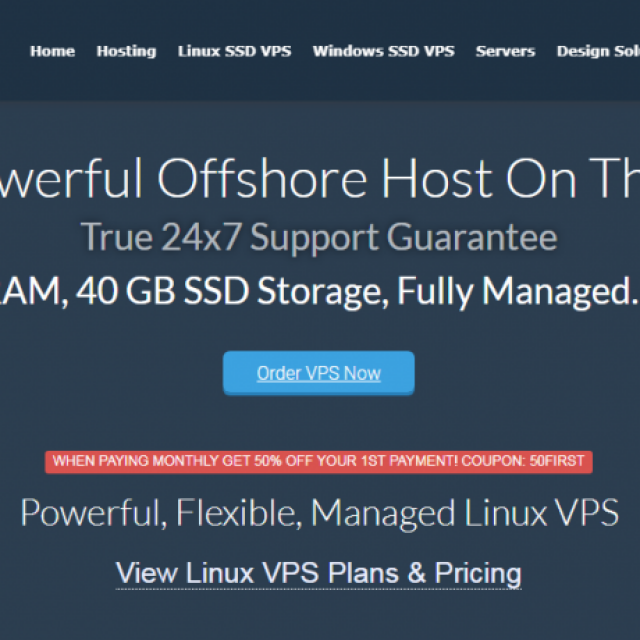 Home Hosting Linux SSD VPS Windows SSD VPS Servers Design Sol
werful Offshore Host On Th
True 24x7 Support Guarantee
AM, 40 GB SSD Storage, Fully Managed.
Order VPS Now
WHEN PAYING MONTHLY GET 50% OFF YOUR 1ST PAYMENT! COUPON: 50FIRST
Powerful, Flexible, Managed Linux VPS
View Linux VPS Plans & Pricing